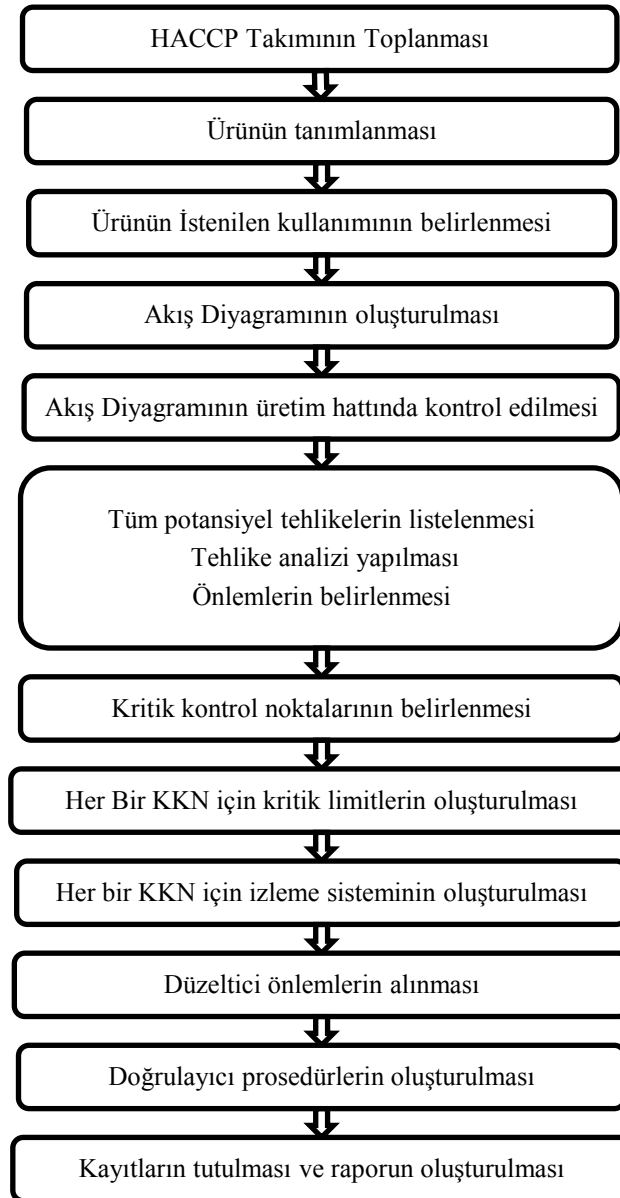 HACCP Takımının Toplanması
Ürünün tanımlanması
Ürünün İstenilen kullanımının belirlenmesi
Akış Diyagramının oluşturulması
Akış Diyagramının üretim hattında kontrol edilmesi
Tüm potansiyel tehlikelerin listelenmesi
Tehlike analizi yapılması
Önlemlerin belirlenmesi
Kritik kontrol noktalarının belirlenmesi
Her Bir KKN için kritik limitlerin oluşturulması
Her bir KKN için izleme sisteminin oluşturulması
Düzeltici önlemlerin alınması
Doğrulayıcı prosedürlerin oluşturulması
Kayıtların tutulması ve raporun oluşturulması